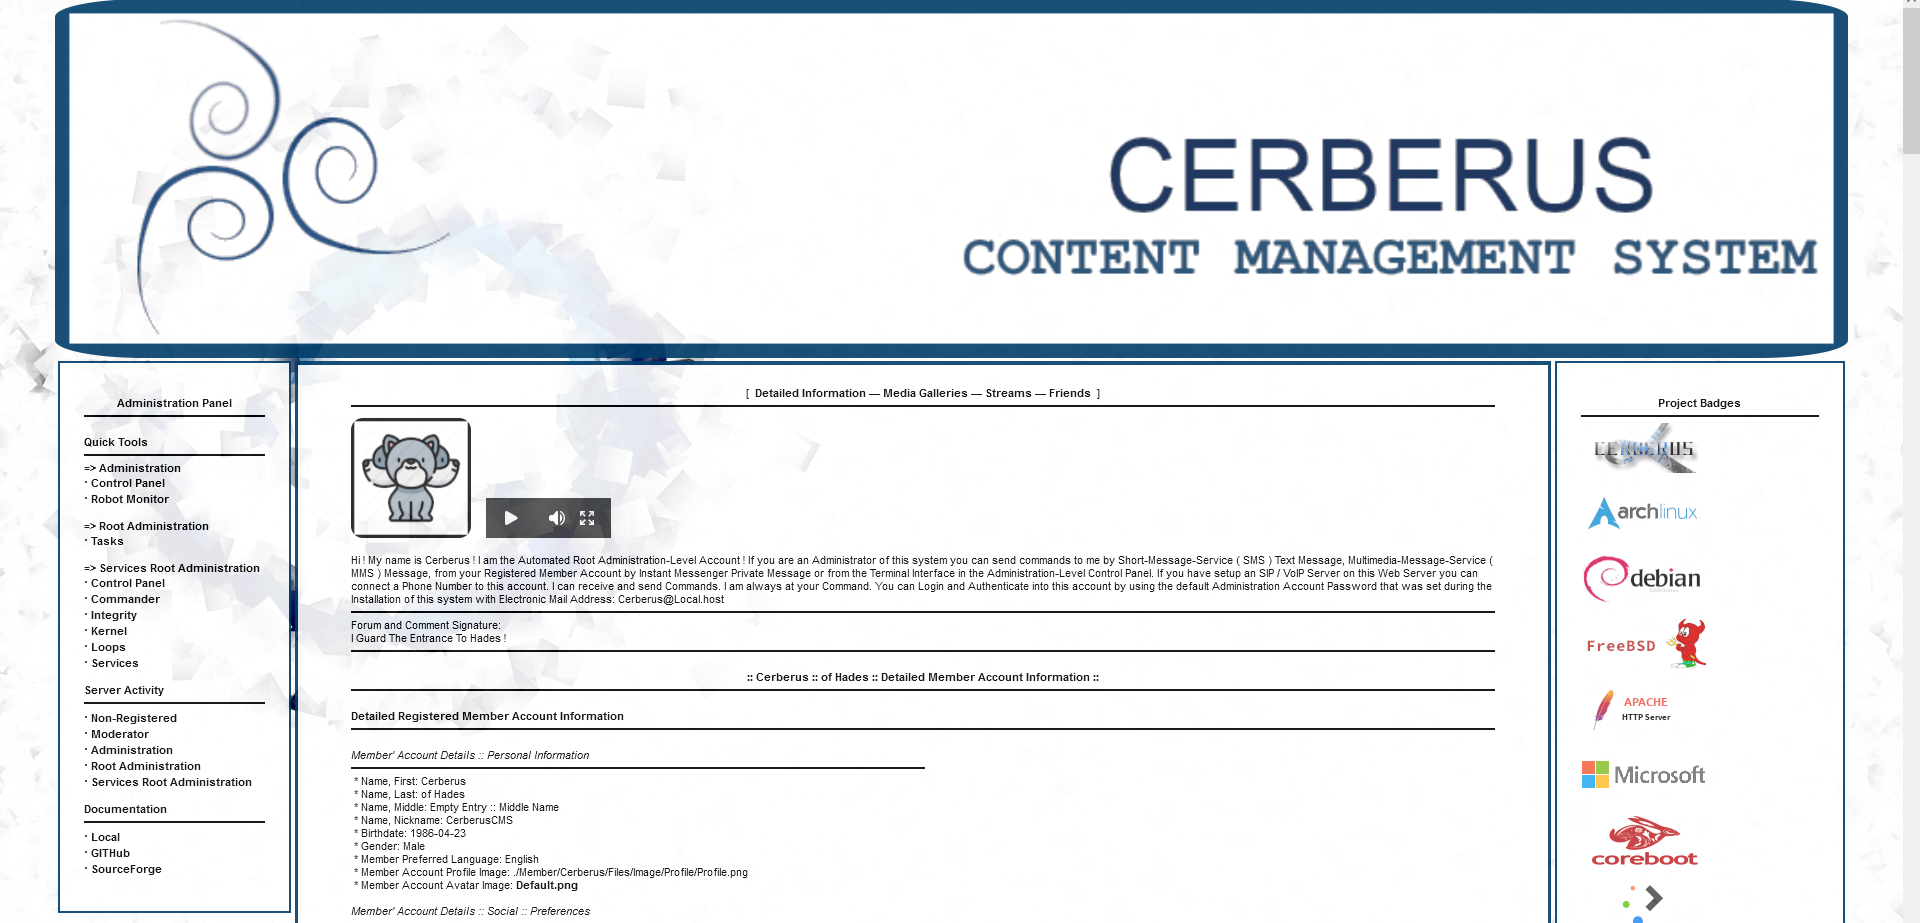 CERBERUS
CONTENT MANAGEMENT SYSTEM
Administration Panel
Quick Tools
=> Administration
· Control Panel
· Robot Monitor
=> Root Administration
· Tasks
=> Services Root Administration
· Control Panel
· Commander
· Integrity
· Kernel
· Loops
· Services
Server Activity
· Non-Registered
· Moderator
· Administration
· Root Administration
· Services Root Administration
Documentation
· Local
· GITHub
· SourceForge
[ Detailed Information — Media Galleries — Streams — Friends ]
Hi ! My name is Cerberus ! I am the Automated Root Administration-Level Account ! If you are an Administrator of this system you can send commands to me by Short-Message-Service ( SMS ) Text Message, Multimedia-Message-Service (
MMS ) Message, from your Registered Member Account by Instant Messenger Private Message or from the Terminal Interface in the Administration-Level Control Panel. If you have setup an SIP / VoIP Server on this Web Server you can
connect a Phone Number to this account. I can receive and send Commands. I am always at your Command. You can Login and Authenticate into this account by using the default Administration Account Password that was set during the
Installation of this system with Electronic Mail Address: Cerberus@Local.host
Forum and Comment Signature:
I Guard The Entrance To Hades !
:: Cerberus :: of Hades :: Detailed Member Account Information ::
Detailed Registered Member Account Information
Member' Account Details :: Personal Information
* Name, First: Cerberus
* Name, Last: of Hades
* Name, Middle: Empty Entry :: Middle Name
* Name, Nickname: CerberusCMS
* Birthdate: 1986-04-23
* Gender: Male
* Member Preferred Language: English
* Member Account Profile Image: ./Member/Cerberus/Files/Image/Profile/Profile.png
* Member Account Avatar Image: Default.png
Member' Account Details :: Social :: Preferences
Project Badges
CERBERUS
archlinux
debian
FreeBSD
APACHE
HTTP Server
Microsoft
coreboot